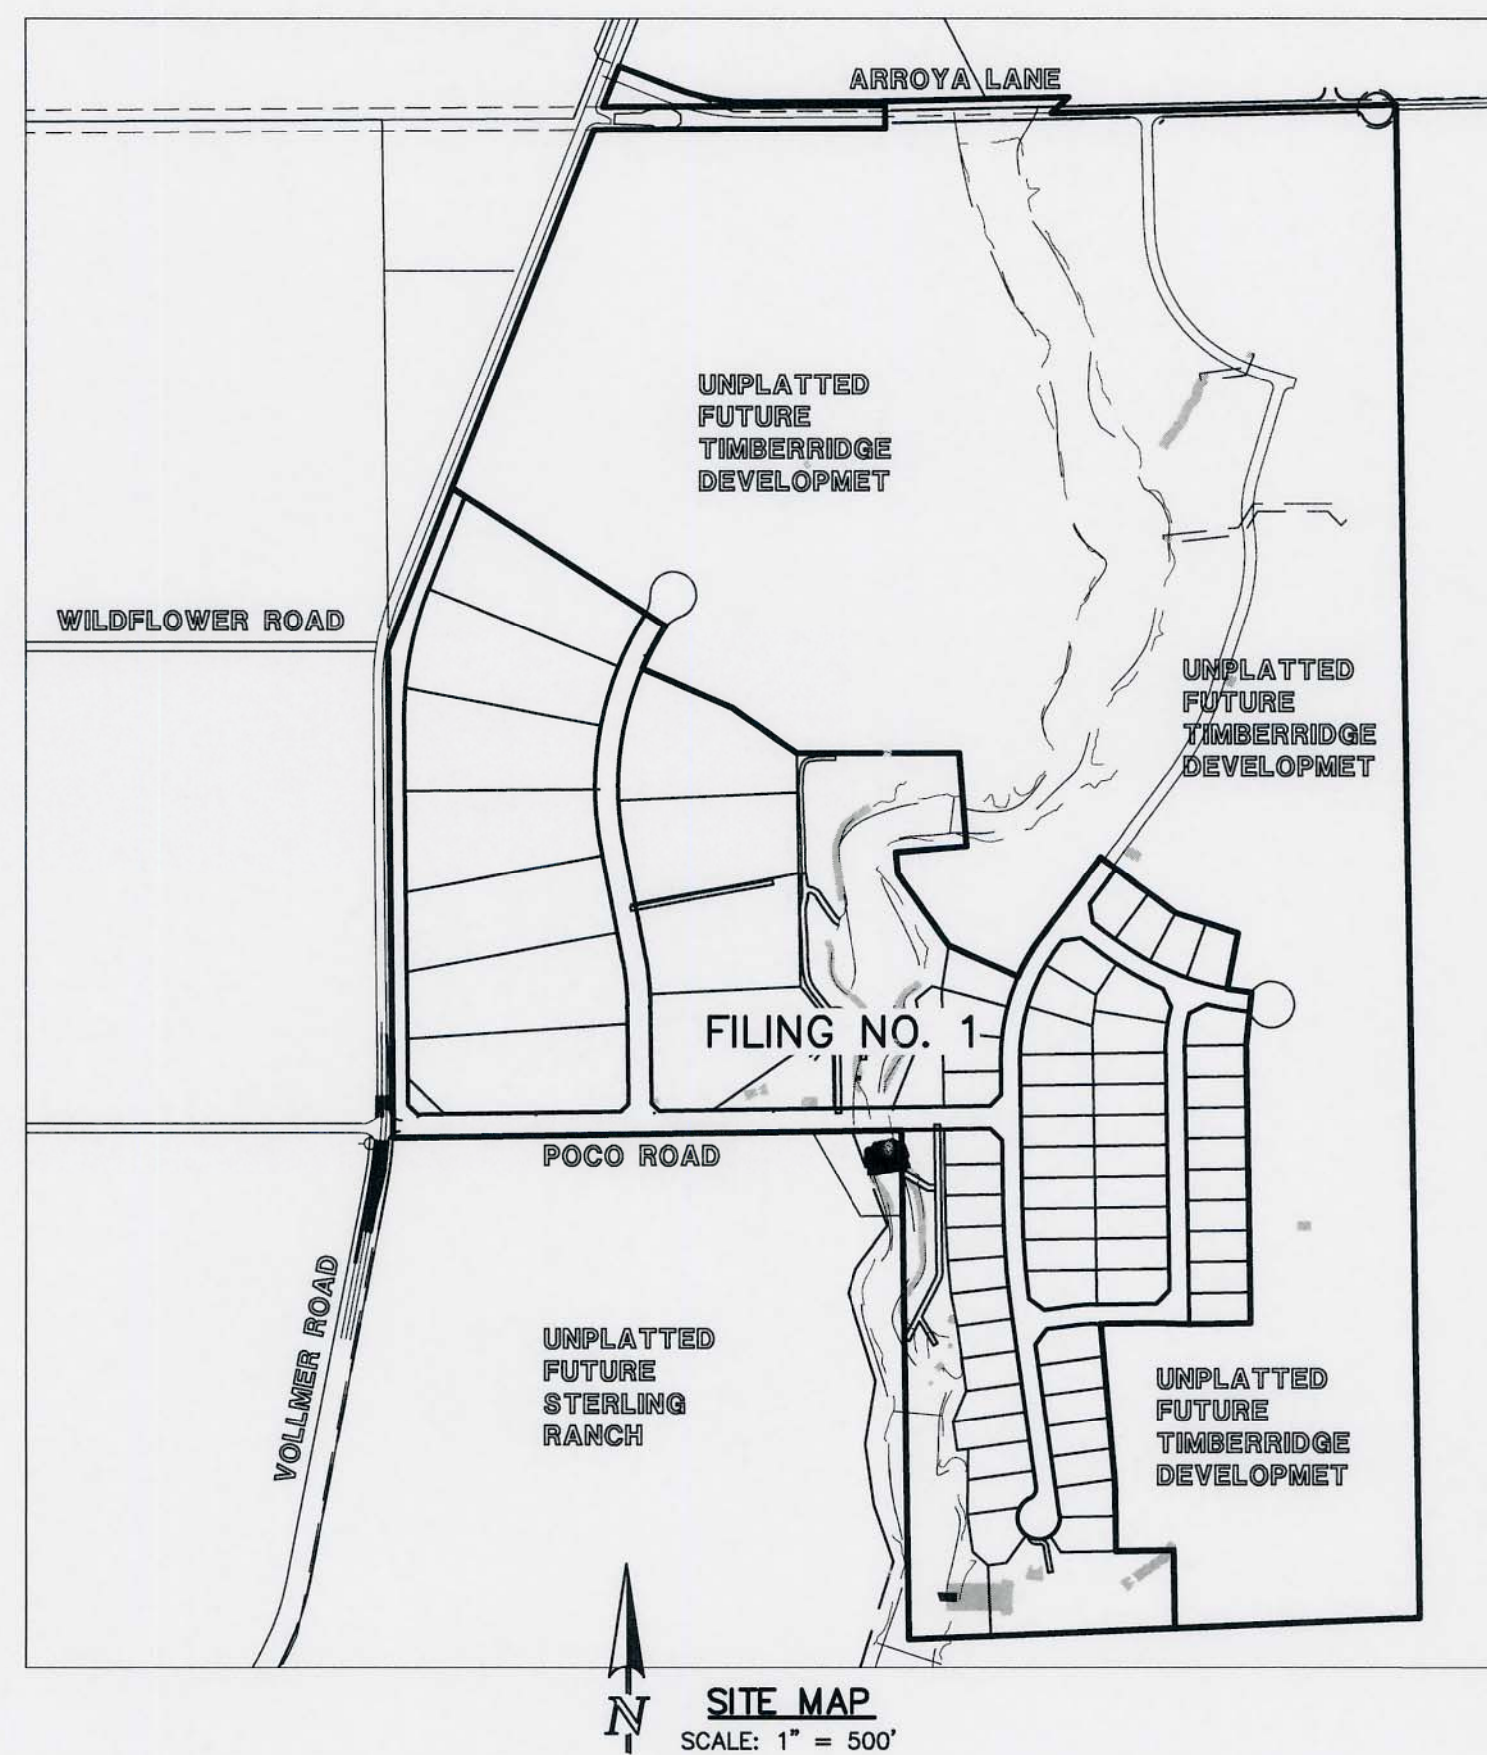 ARROYA LANE
UNPLATTED
FUTURE
TIMBERRIDGE
DEVELOPMET
WILDFLOWER ROAD
UNPLATTED
FUTURE
TIMBERRIDGE
DEVELOPMET
FILING NO. 1
POCO ROAD
VOLLMER ROAD
UNPLATTED
FUTURE
STERLING
RANCH
UNPLATTED
FUTURE
TIMBERRIDGE
DEVELOPMET
N
SITE MAP
SCALE: 1" = 500'